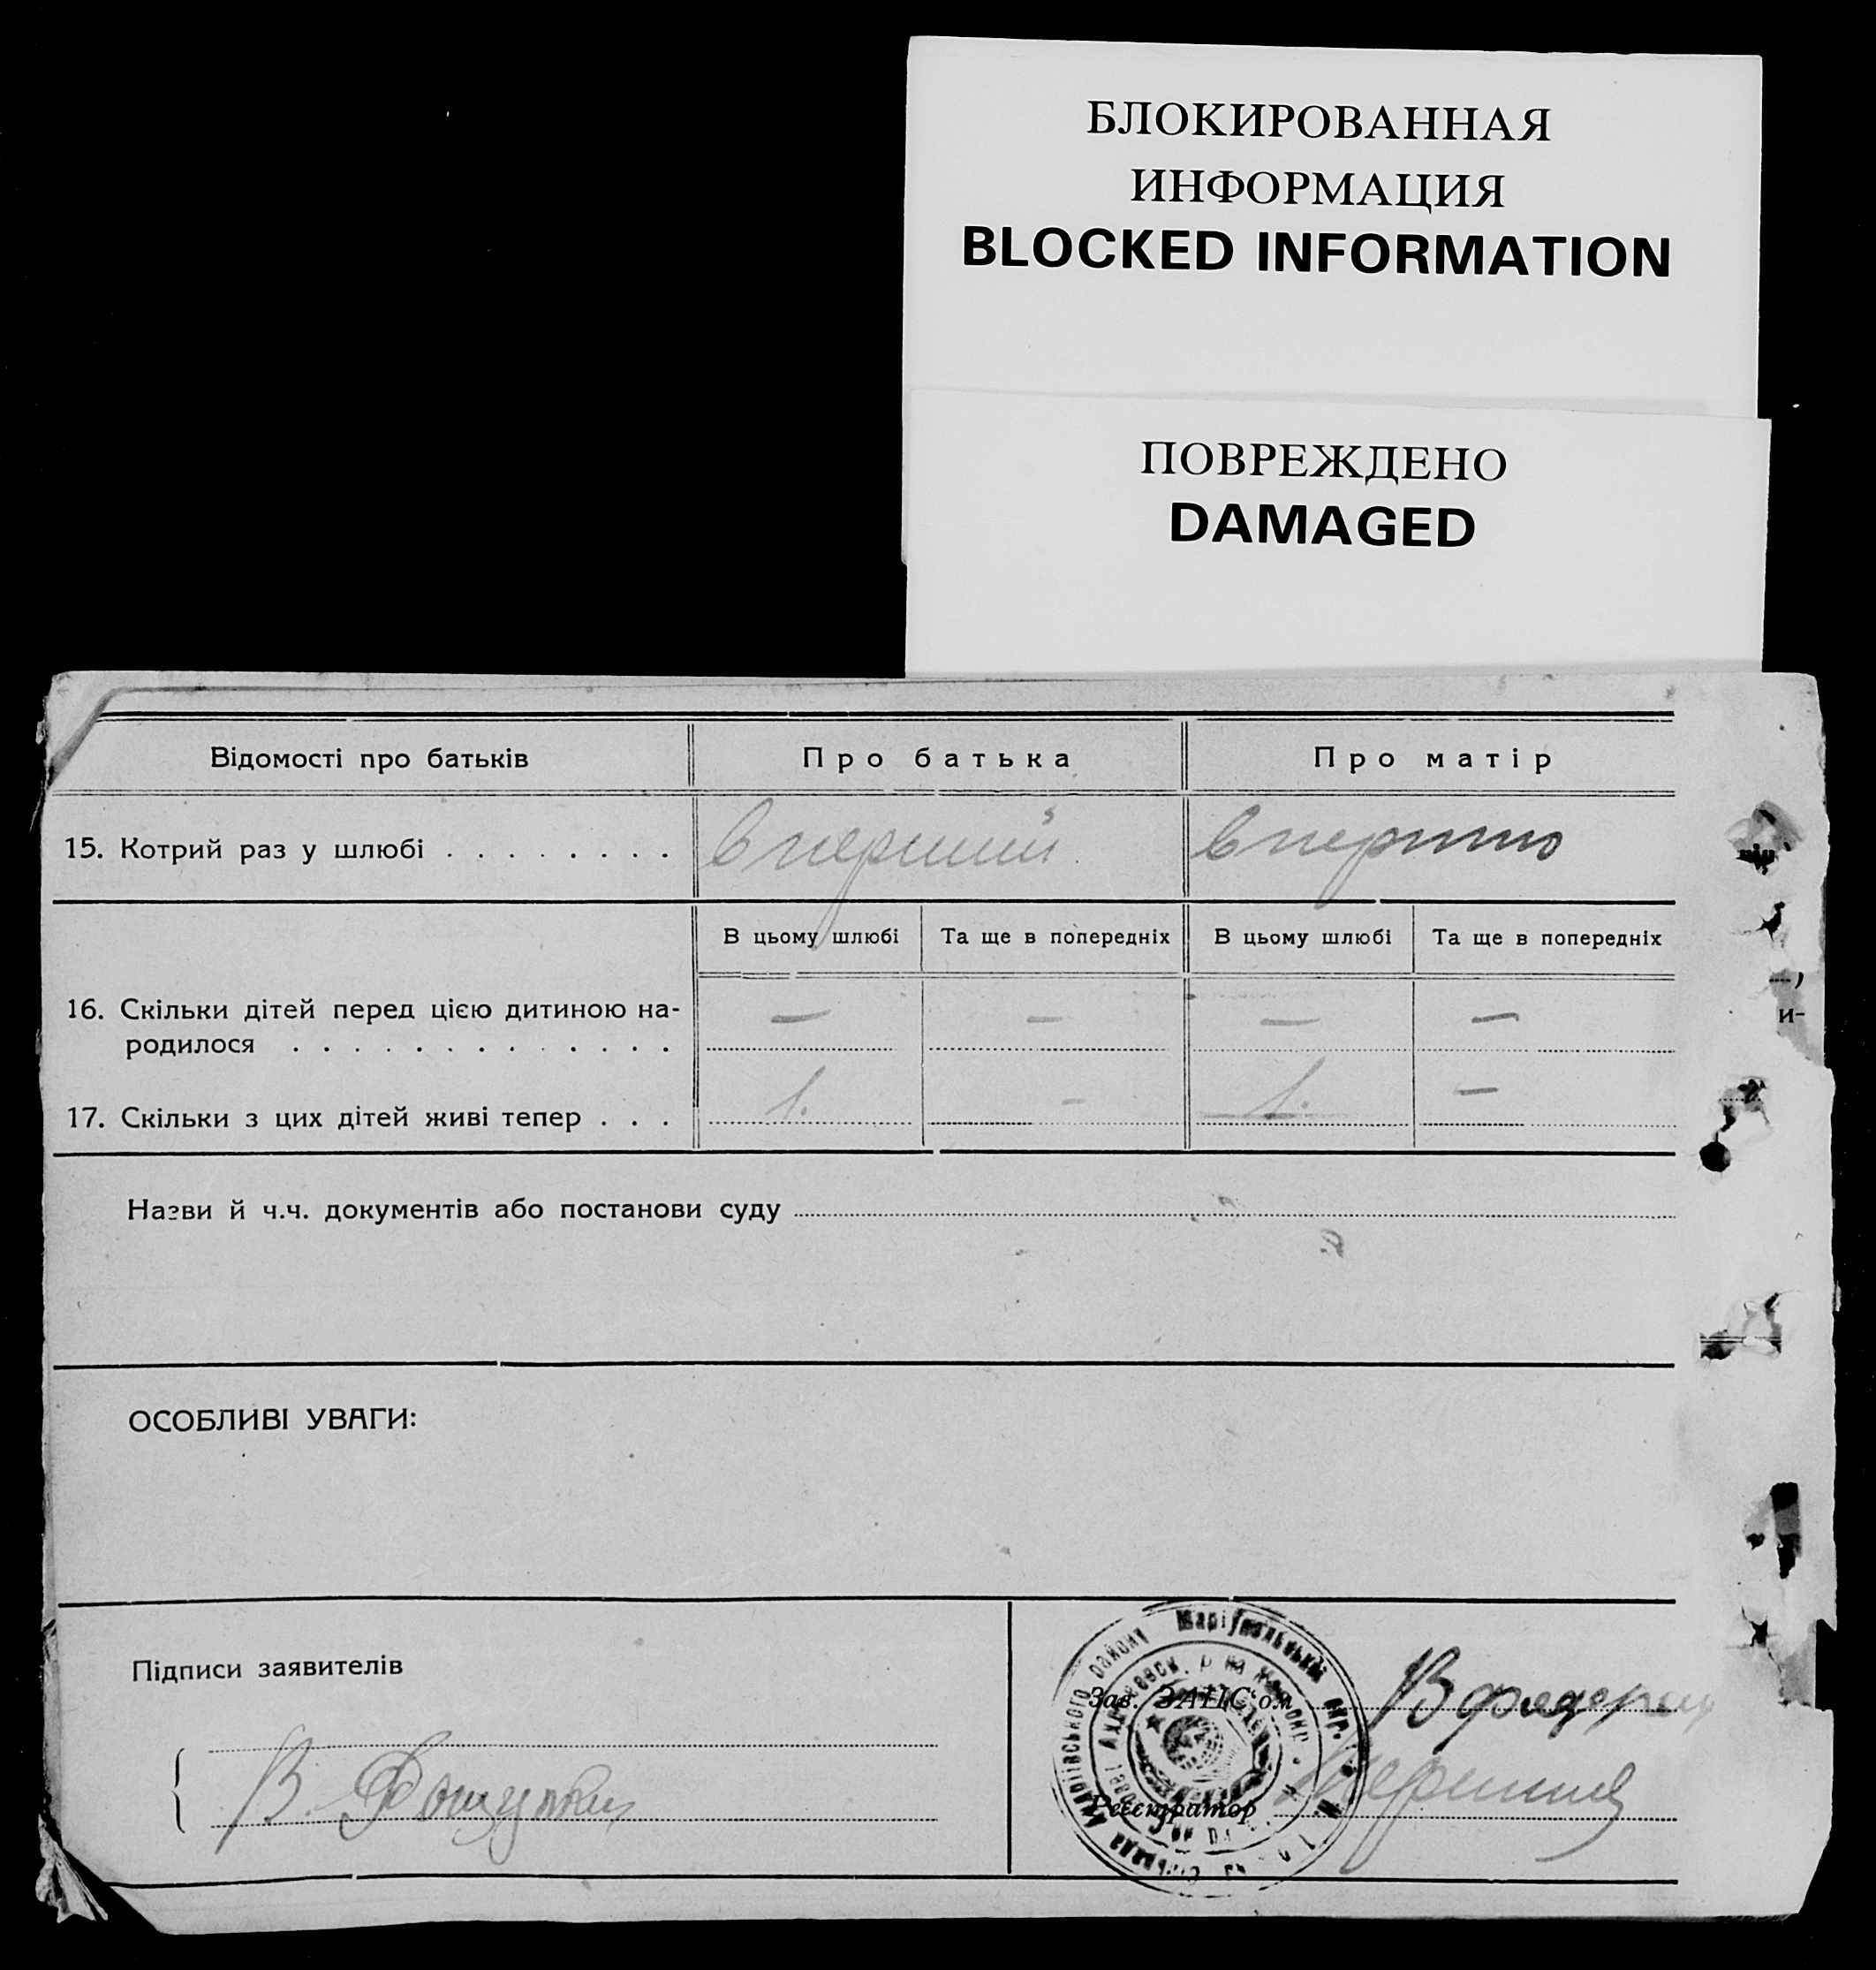 БЛОКИРОВАННАЯ
ИНФОРМАЦИЯ
BLOCKED INFORMATION
ПОВРЕЖДЕНО
DAMAGED
Відомості про батьків Про батька Про матір
15. Котрий раз у шлюбі . . . . . . . . вперший вперше
В цьому шлюбі Та ще в попередніх В цьому шлюбі Та ще в попередніх
16. Скільки дітей перед цією дитиною на- — — — —
родилося . . . . . . . . . . . . .
17. Скільки з цих дітей живі тепер . . . 1. - 1. —
и-
Назви й ч.ч. документів або постанови суду
ОСОБЛИВІ УВАГИ:
Підписи заявителів
Зав. ЗАГС'ом
В.
Реєстратор